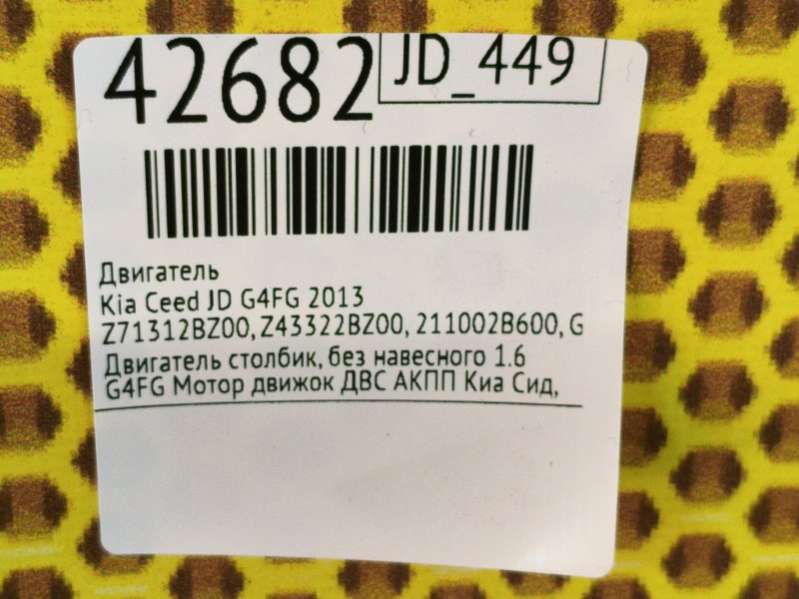 42682 JD_449
Двигатель
Kia Ceed JD G4FG 2013
Z71312BZ00, Z43322BZ00, 211002B600, G
Двигатель столбик, без навесного 1.6
G4FG Мотор движок ДВС АКПП Киа Сид,